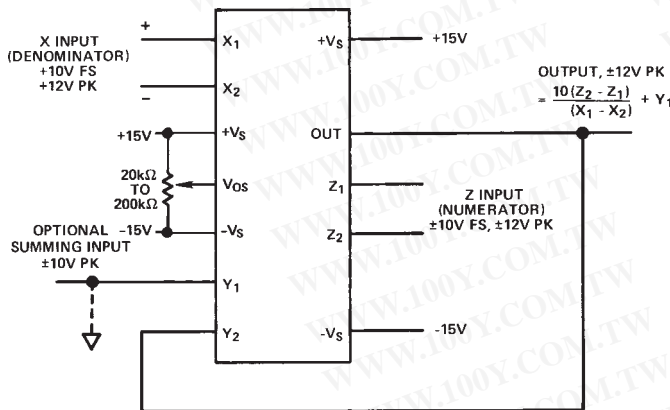 X INPUT
(DENOMINATOR)
+10V FS
+12V PK
+
−
+15V
20kΩ
TO
200kΩ
-15V
OPTIONAL
SUMMING INPUT
±10V PK
X1
X2
+VS
VOS
-VS
Y1
Y2
+VS
OUT
Z1
Z2
-VS
+15V
OUTPUT, ±12V PK
= 10(Z2 - Z1) / (X1 - X2) + Y1
Z INPUT
(NUMERATOR)
±10V FS, ±12V PK
-15V
WWW.100Y.COM.TW